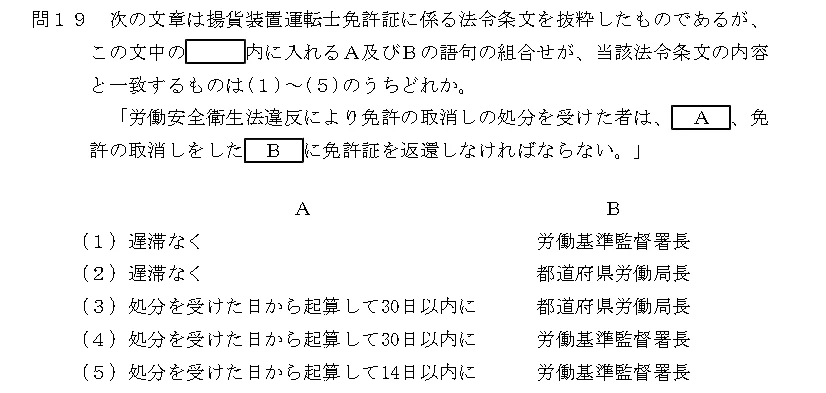 問１９　次の文章は揚貨装置運転士免許証に係る法令条文を抜粋したものであるが、
この文中の　　　内に入れるＡ及びＢの語句の組合せが、当該法令条文の内容
と一致するものは(１)～(５)のうちどれか。
「労働安全衛生法違反により免許の取消しの処分を受けた者は、　Ａ　、免
許の取消しをした　Ｂ　に免許証を返還しなければならない。」
Ａ　Ｂ
(１) 遅滞なく　労働基準監督署長
(２) 遅滞なく　都道府県労働局長
(３) 処分を受けた日から起算して30日以内に　都道府県労働局長
(４) 処分を受けた日から起算して30日以内に　労働基準監督署長
(５) 処分を受けた日から起算して14日以内に　労働基準監督署長